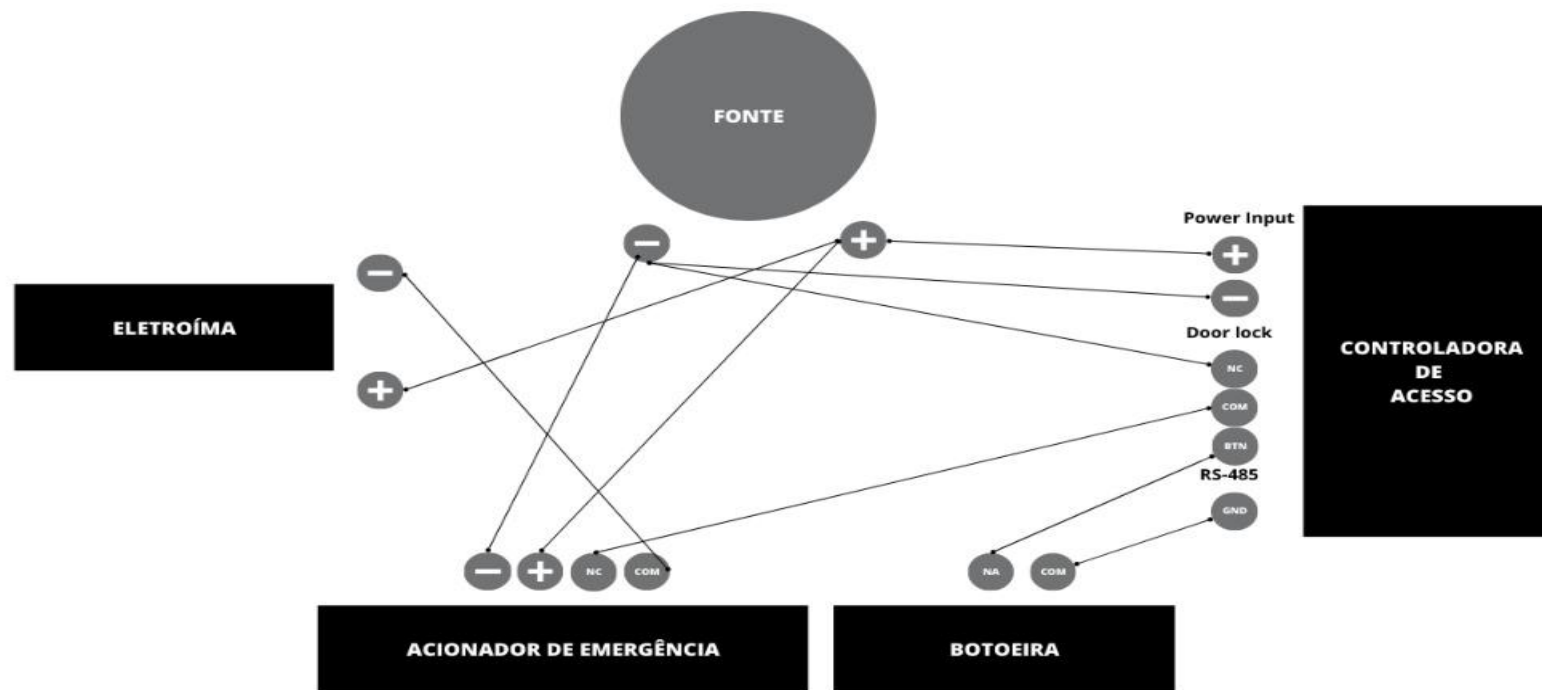 FONTE
Power Input
+
−
+
−
−
+
Door lock
NC
COM
BTN
RS-485
GND
ELETROÍMA
CONTROLADORA
DE
ACESSO
−
+
NC
COM
NA
COM
ACIONADOR DE EMERGÊNCIA
BOTOEIRA